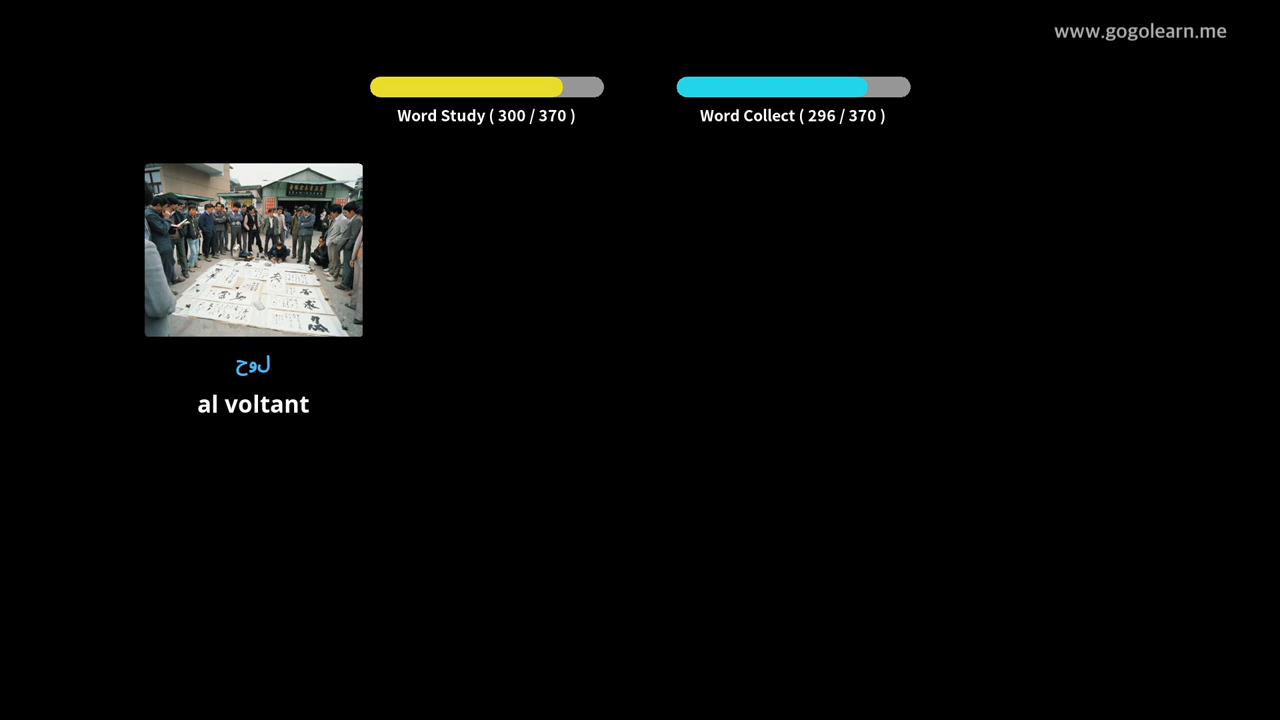 www.gogolearn.me
Word Study ( 300 / 370 )
Word Collect ( 296 / 370 )
لوح
al voltant